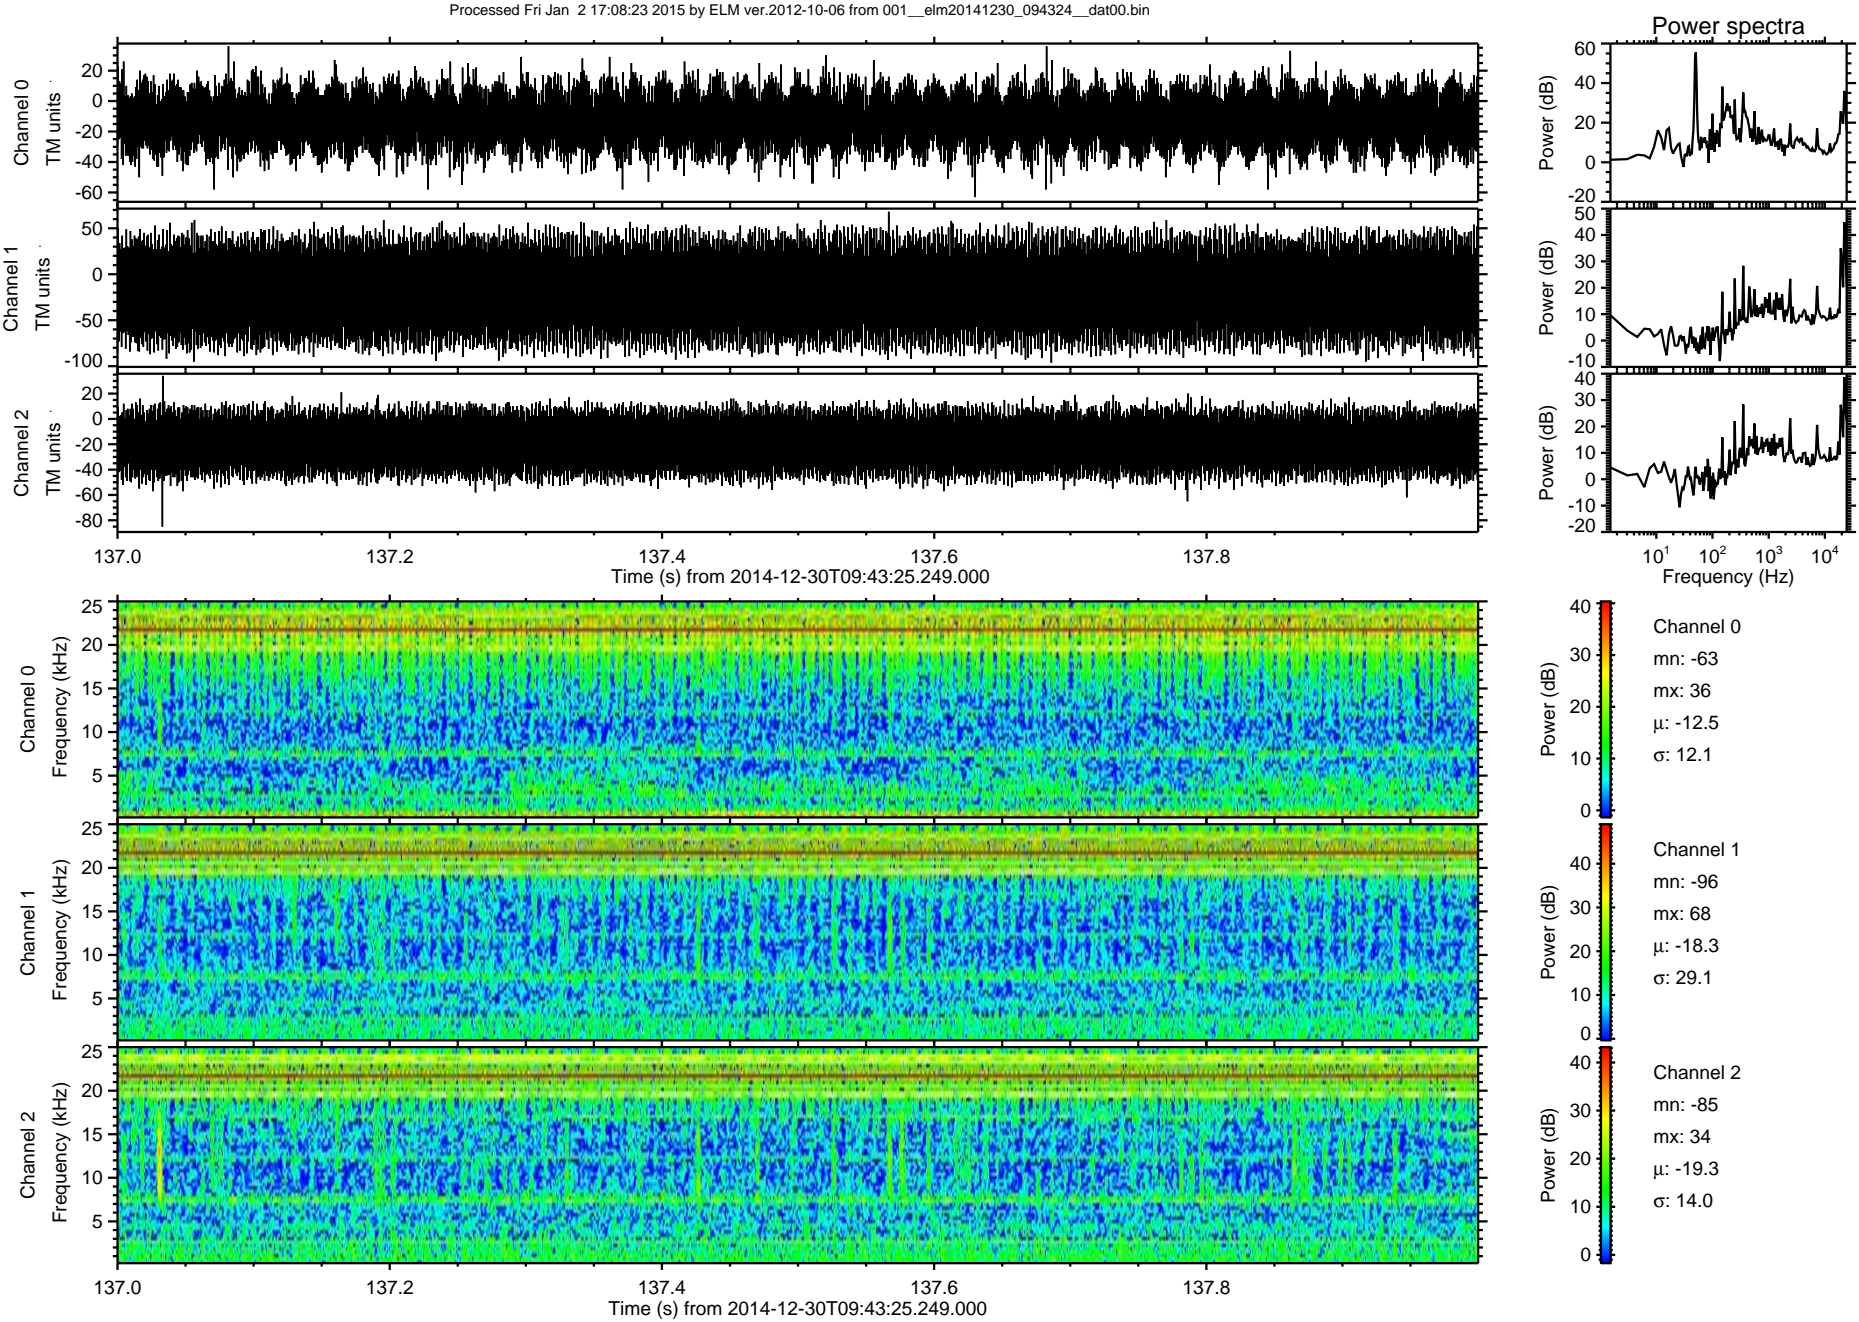 Processed Fri Jan  2 17:08:23 2015 by ELM ver.2012-10-06 from 001__elm20141230_094324__dat00.bin
Power spectra
Channel 0
TM units
20
0
-20
-40
-60
Power (dB)
60
40
20
0
-20
Channel 1
TM units
50
0
-50
-100
Power (dB)
50
40
30
20
10
0
-10
Channel 2
TM units
20
0
-20
-40
-60
-80
Power (dB)
40
30
20
10
0
-10
-20
137.0 137.2 137.4 137.6 137.8
Time (s) from 2014-12-30T09:43:25.249.000
10¹ 10² 10³ 10⁴
Frequency (Hz)
Channel 0
Frequency (kHz)
25
20
15
10
5
Power (dB)
40
30
20
10
0
Channel 0
mn: -63
mx: 36
μ: -12.5
σ: 12.1
Channel 1
Frequency (kHz)
25
20
15
10
5
Power (dB)
40
30
20
10
0
Channel 1
mn: -96
mx: 68
μ: -18.3
σ: 29.1
Channel 2
Frequency (kHz)
25
20
15
10
5
Power (dB)
40
30
20
10
0
Channel 2
mn: -85
mx: 34
μ: -19.3
σ: 14.0
137.0 137.2 137.4 137.6 137.8
Time (s) from 2014-12-30T09:43:25.249.000